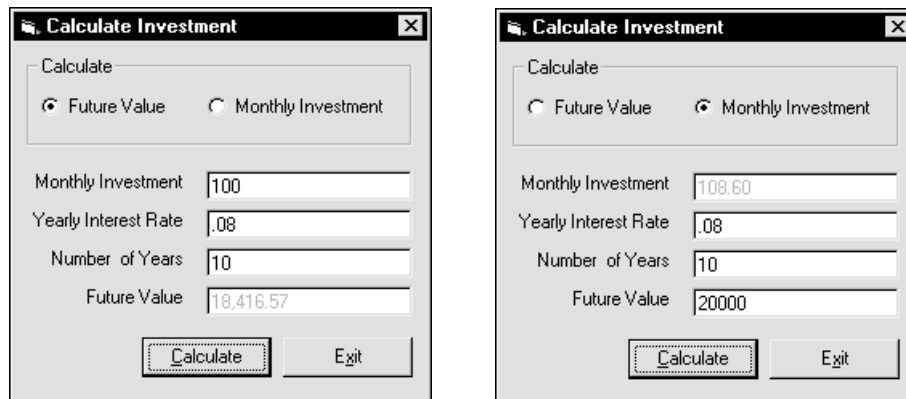 Calculate Investment
Calculate
Future Value Monthly Investment
Monthly Investment 100
Yearly Interest Rate .08
Number of Years 10
Future Value 18,416.57
Calculate Exit
Calculate Investment
Calculate
Future Value Monthly Investment
Monthly Investment 108.60
Yearly Interest Rate .08
Number of Years 10
Future Value 20000
Calculate Exit